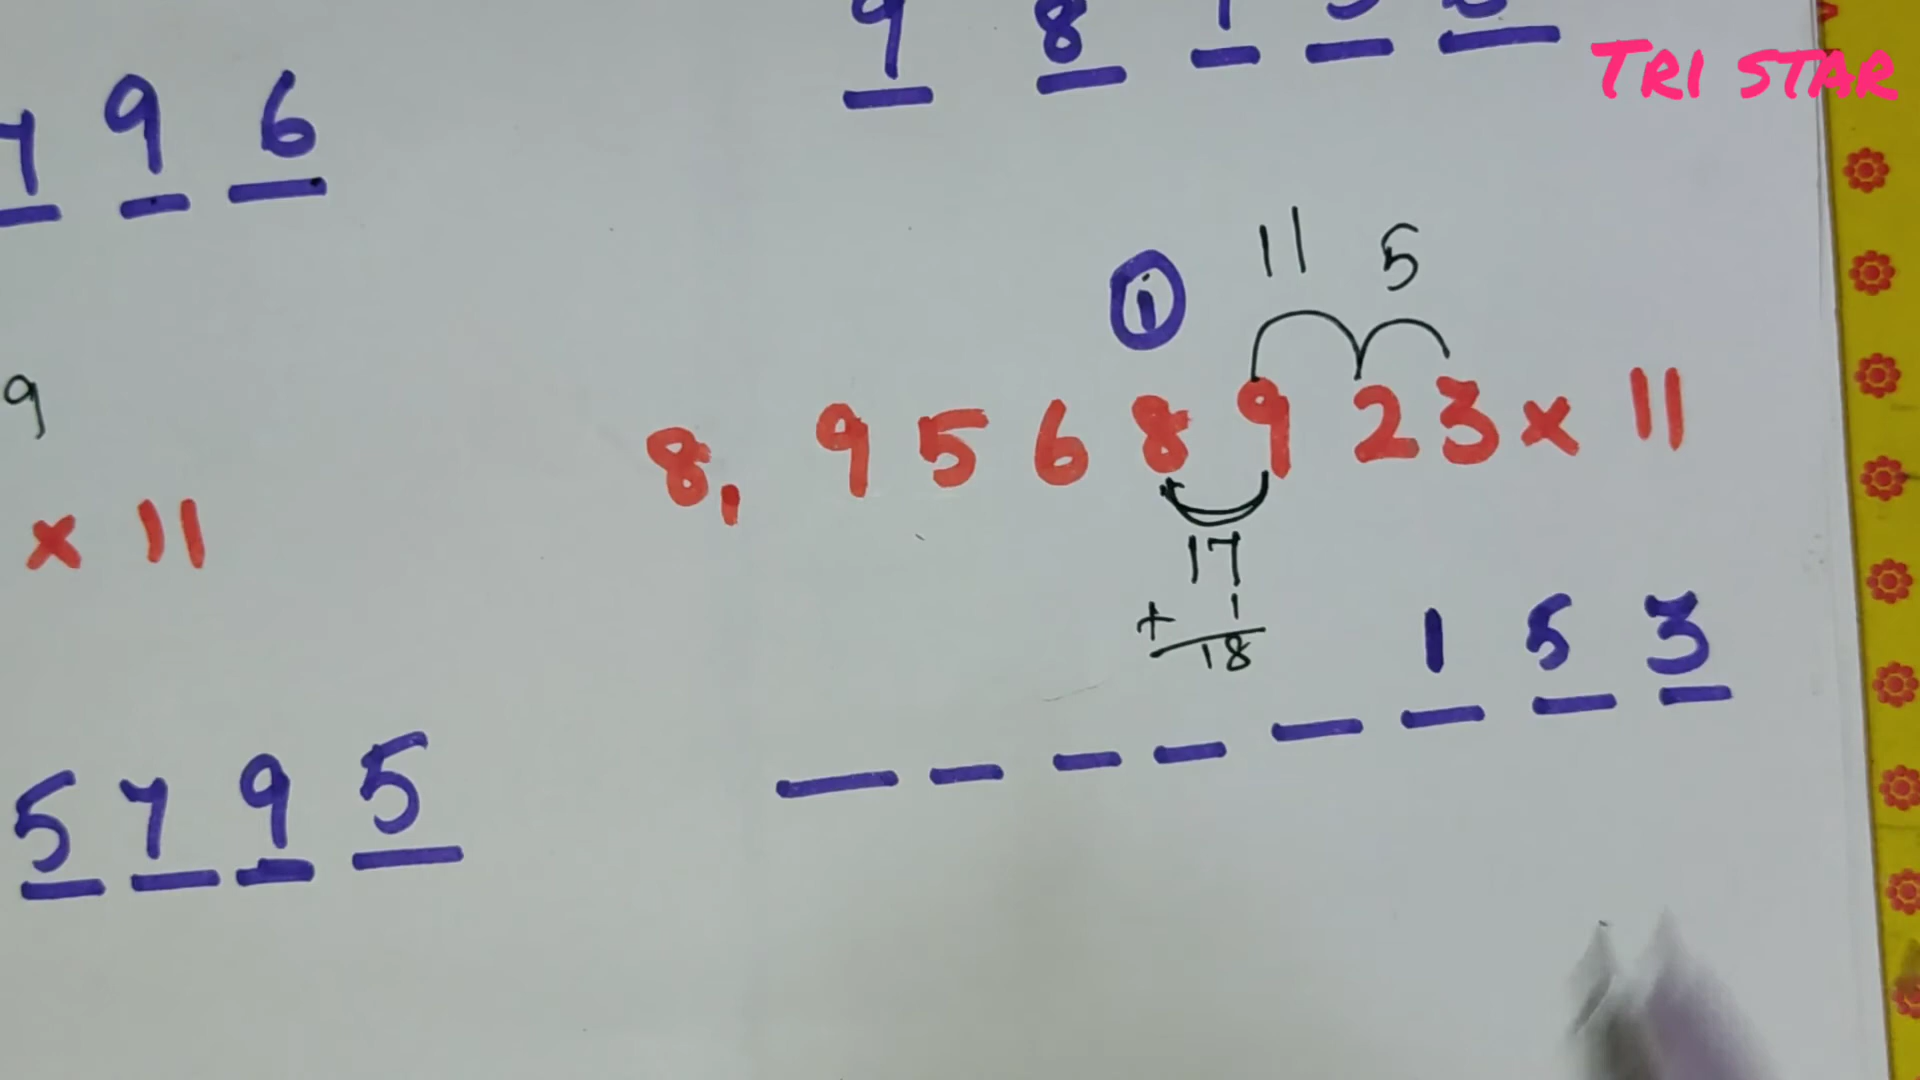 TRI STAR
9 8 1
7 9 6
11 5
1
9
8, 9 5 6 8 9 2 3 x 11
x 11
17
+ 1
18
1 5 3
5 7 9 5